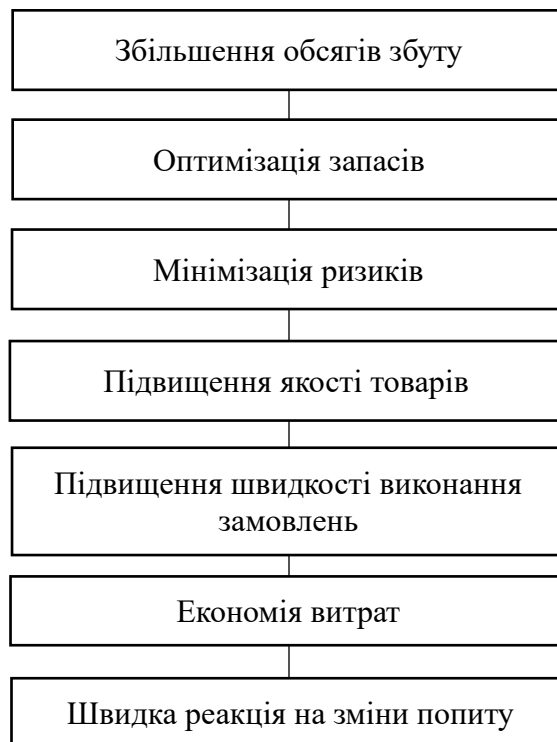 Збільшення обсягів збуту
Оптимізація запасів
Мінімізація ризиків
Підвищення якості товарів
Підвищення швидкості виконання
замовлень
Економія витрат
Швидка реакція на зміни попиту